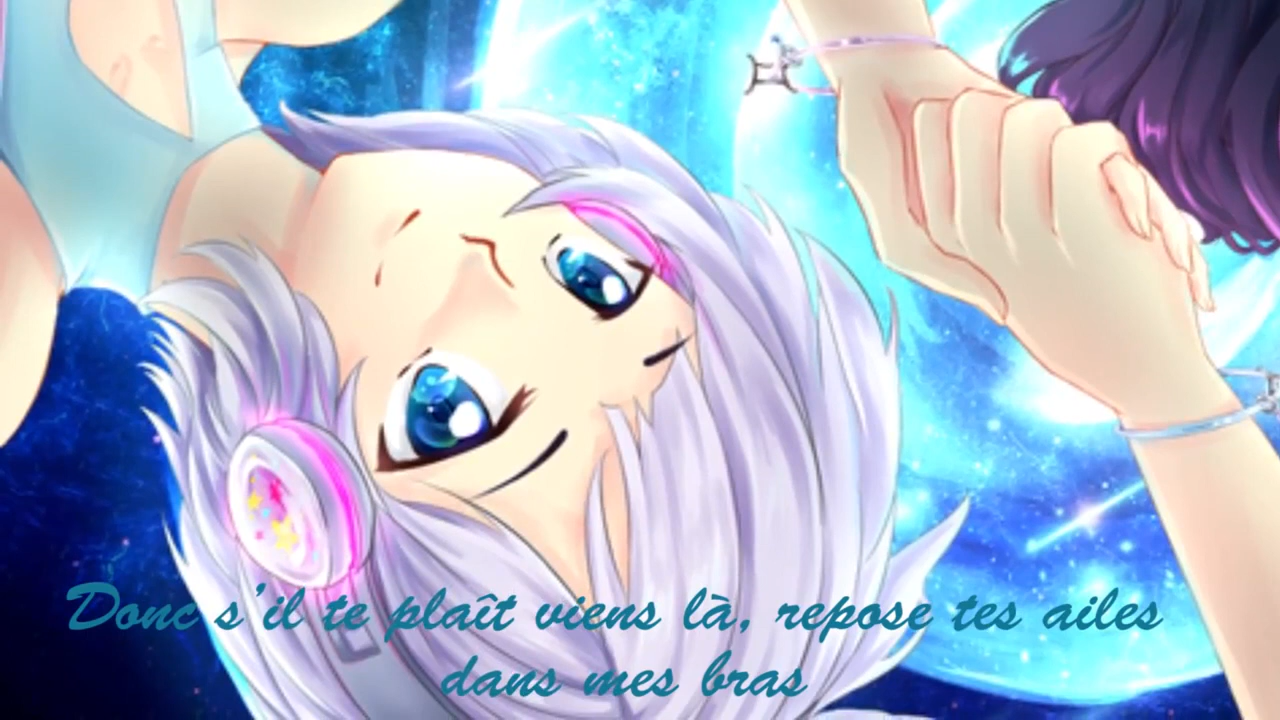 Donc s’il te plaît viens là, repose tes ailes
dans mes bras